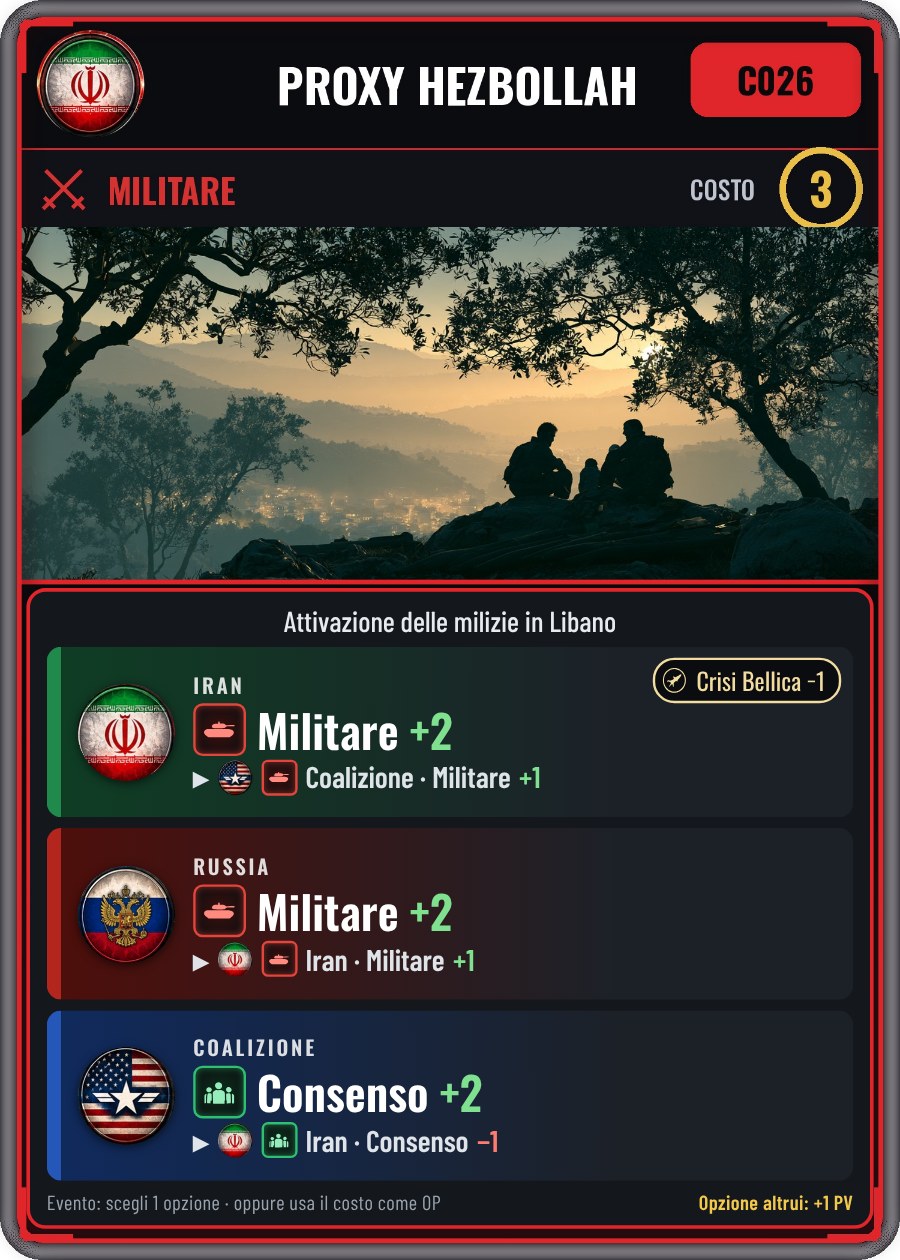 PROXY HEZBOLLAH
C026
MILITARE
COSTO
3
Attivazione delle milizie in Libano
IRAN
Crisi Bellica -1
Militare +2
▶ Coalizione · Militare +1
RUSSIA
Militare +2
▶ Iran · Militare +1
COALIZIONE
Consenso +2
▶ Iran · Consenso −1
Evento: scegli 1 opzione · oppure usa il costo come OP
Opzione altrui: +1 PV